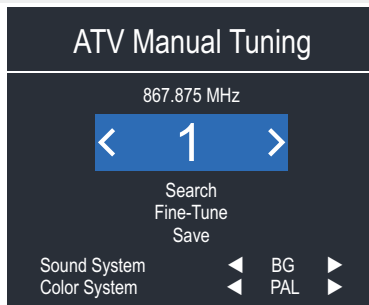 ATV Manual Tuning
867.875 MHz
1
Search
Fine-Tune
Save
Sound System BG
Color System PAL